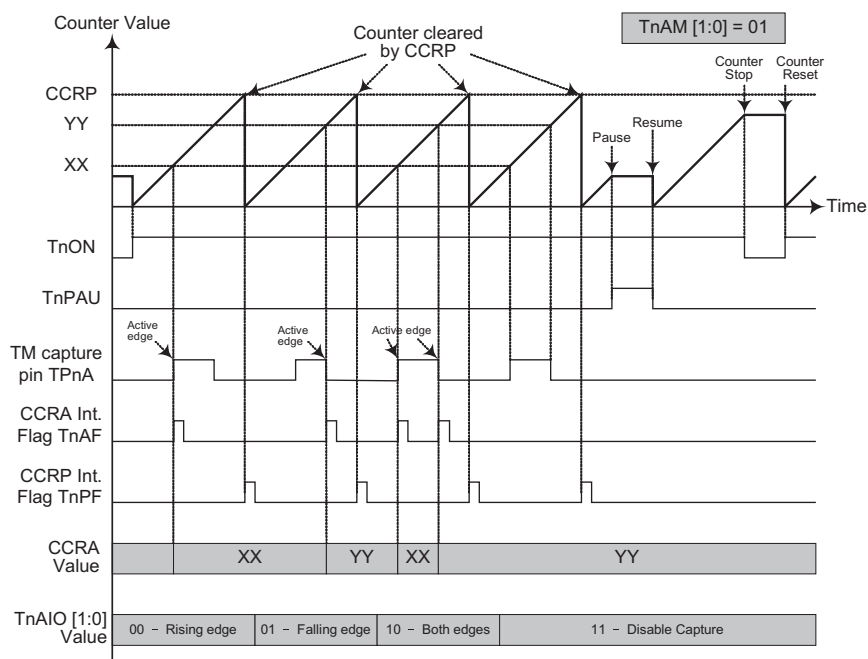 Counter Value
Counter cleared
by CCRP
TnAM [1:0] = 01
Counter
Stop
Counter
Reset
CCRP
YY
XX
Pause
Resume
Time
TnON
TnPAU
Active
edge
Active
edge
Active edge
TM capture
pin TPnA
CCRA Int.
Flag TnAF
CCRP Int.
Flag TnPF
CCRA
Value
XX
YY
XX
YY
TnAIO [1:0]
Value
00 – Rising edge
01 – Falling edge
10 – Both edges
11 – Disable Capture